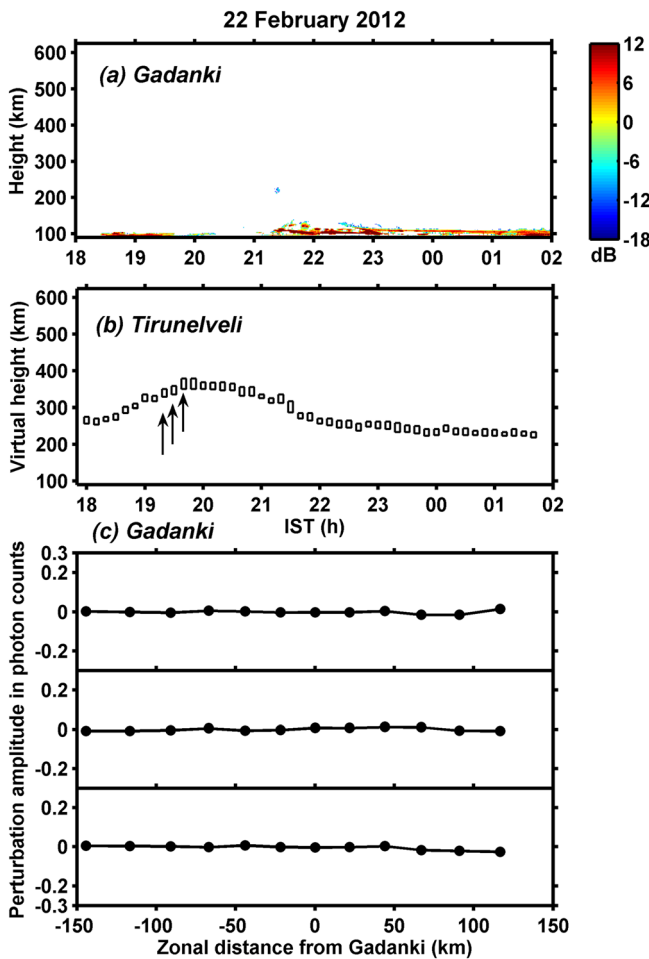 22 February 2012
(a) Gadanki
Height (km)
600
500
400
300
200
100
18 19 20 21 22 23 00 01 02
12
6
0
-6
-12
-18
dB
(b) Tirunelveli
Virtual height (km)
600
500
400
300
200
100
18 19 20 21 22 23 00 01 02
IST (h)
(c) Gadanki
Perturbation amplitude in photon counts
0.3
0
-0.2
0.2
0
-0.2
0.2
0
-0.2
-0.3
-150 -100 -50 0 50 100 150
Zonal distance from Gadanki (km)